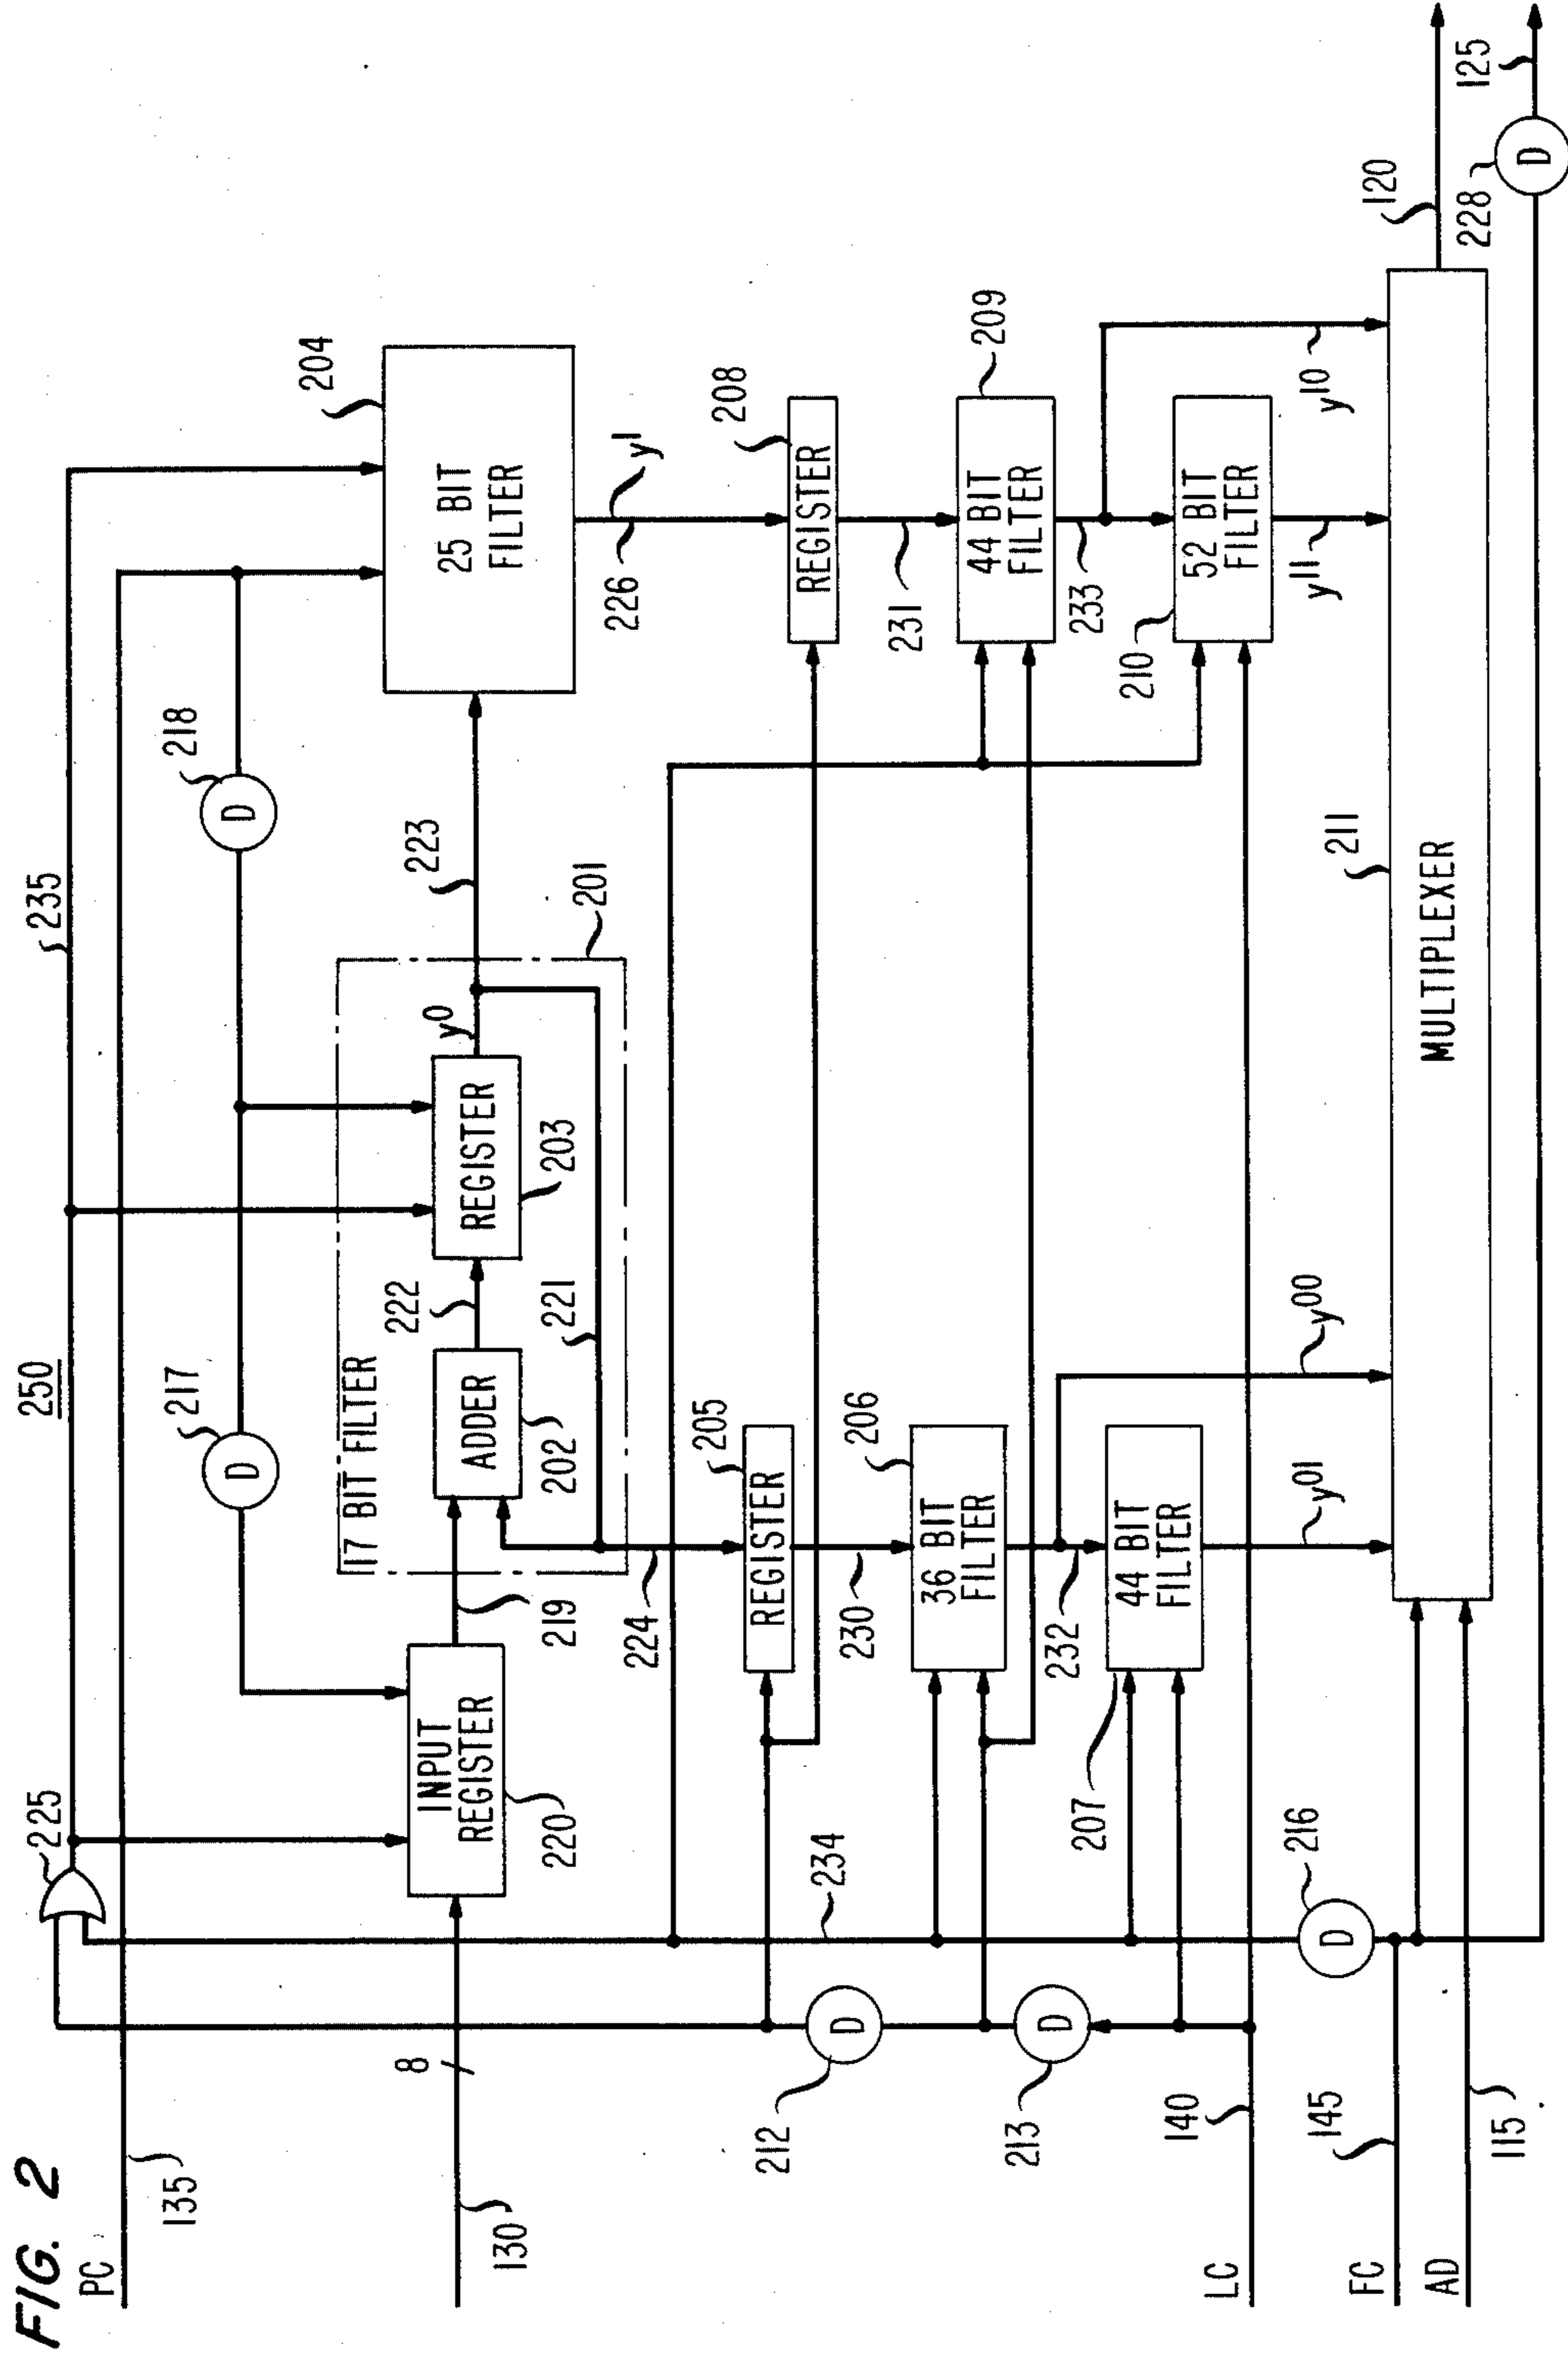 FIG. 2
250
PC
135
225
235
217
D
218
D
8
130
INPUT
REGISTER
220
219
17 BIT FILTER
201
ADDER
202
222
REGISTER
203
y0
221
223
25 BIT
FILTER
204
224
226
y1
REGISTER
205
REGISTER
208
234
230
231
36 BIT
FILTER
206
44 BIT
FILTER
209
D
212
D
213
232
233
207
44 BIT
FILTER
210
52 BIT
FILTER
140
LC
D
216
y01
y00
y11
y10
145
FC
115
AD
MULTIPLEXER
211
120
D
228
125